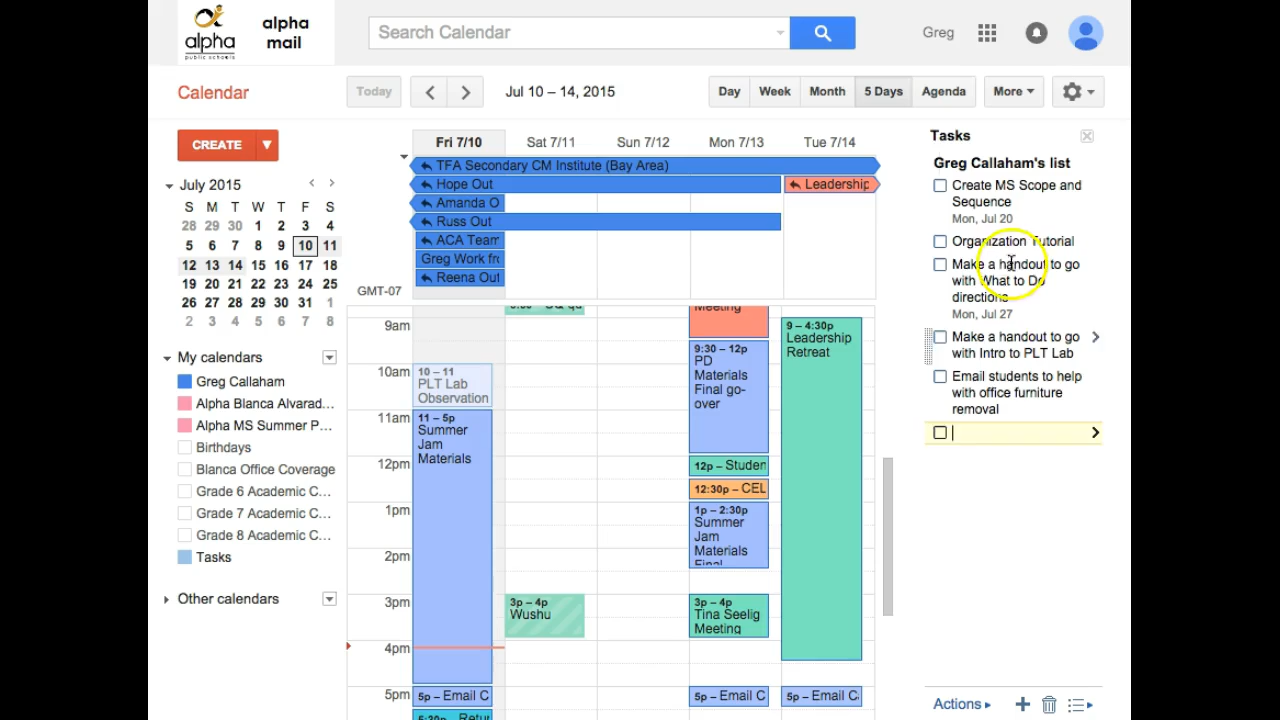 alpha
public schools
alpha
mail
Search Calendar
Greg
Calendar
Today
Jul 10 – 14, 2015
Day
Week
Month
5 Days
Agenda
More
CREATE
July 2015
S M T W T F S
28 29 30 1 2 3 4
5 6 7 8 9 10 11
12 13 14 15 16 17 18
19 20 21 22 23 24 25
26 27 28 29 30 31 1
2 3 4 5 6 7 8
My calendars
Greg Callaham
Alpha Blanca Alvarad...
Alpha MS Summer P...
Birthdays
Blanca Office Coverage
Grade 6 Academic C...
Grade 7 Academic C...
Grade 8 Academic C...
Tasks
Other calendars
Fri 7/10
Sat 7/11
Sun 7/12
Mon 7/13
Tue 7/14
TFA Secondary CM Institute (Bay Area)
Hope Out
Leadership
Amanda O
Russ Out
ACA Team
Greg Work fr
Reena Out
GMT-07
9am
10am
11am
12pm
1pm
2pm
3pm
4pm
5pm
10 – 11
PLT Lab
Observation
11 – 5p
Summer
Jam
Materials
5p – Email C
3p – 4p
Wushu
Meeting
9:30 – 12p
PD
Materials
Final go-
over
12p – Studen
12:30p – CEL
1p – 2:30p
Summer
Jam
Materials
Final
3p – 4p
Tina Seelig
Meeting
5p – Email C
9 – 4:30p
Leadership
Retreat
5p – Email C
Tasks
Greg Callaham's list
Create MS Scope and
Sequence
Mon, Jul 20
Organization Tutorial
Make a handout to go
with What to Do
directions
Mon, Jul 27
Make a handout to go
with Intro to PLT Lab
Email students to help
with office furniture
removal
Actions